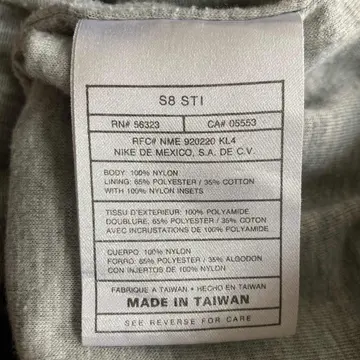 S8 STI
RN# 56323 CA# 05553
RFC# NME 920220 KL4
NIKE DE MEXICO, S.A. DE C.V.
BODY: 100% NYLON
LINING: 65% POLYESTER / 35% COTTON
WITH 100% NYLON INSETS
TISSU D'EXTERIEUR: 100% POLYAMIDE
DOUBLURE: 65% POLYESTER / 35% COTON
AVEC INCRUSTATIONS DE 100% POLYAMIDE
CUERPO: 100% NYLON
FORRO: 65% POLYESTER / 35% ALGODON
CON INJERTOS DE 100% NYLON
FABRIQUE A TAIWAN • HECHO EN TAIWAN
MADE IN TAIWAN
SEE REVERSE FOR CARE